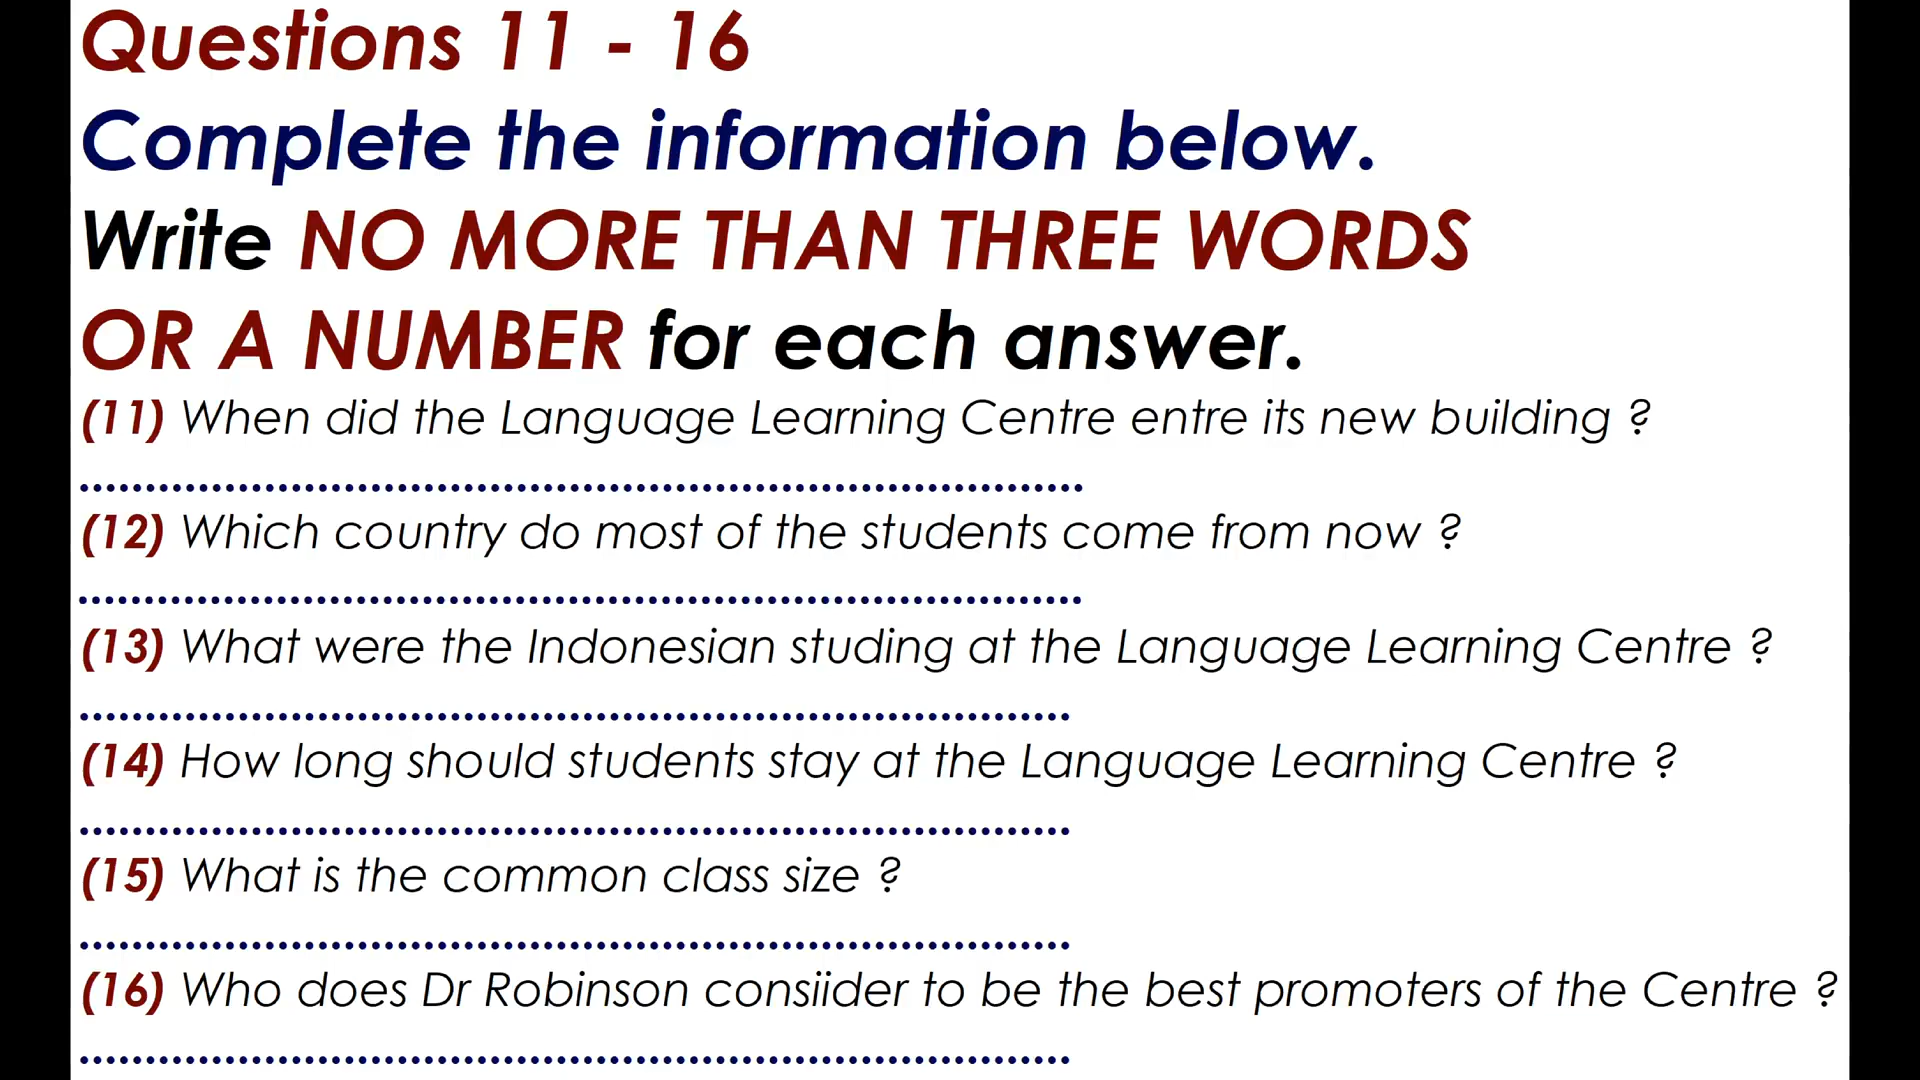 Questions 11 - 16
Complete the information below.
Write NO MORE THAN THREE WORDS
OR A NUMBER for each answer.
(11) When did the Language Learning Centre entre its new building ?
............................................................................
(12) Which country do most of the students come from now ?
............................................................................
(13) What were the Indonesian studing at the Language Learning Centre ?
...........................................................................
(14) How long should students stay at the Language Learning Centre ?
...........................................................................
(15) What is the common class size ?
...........................................................................
(16) Who does Dr Robinson consiider to be the best promoters of the Centre ?
...........................................................................